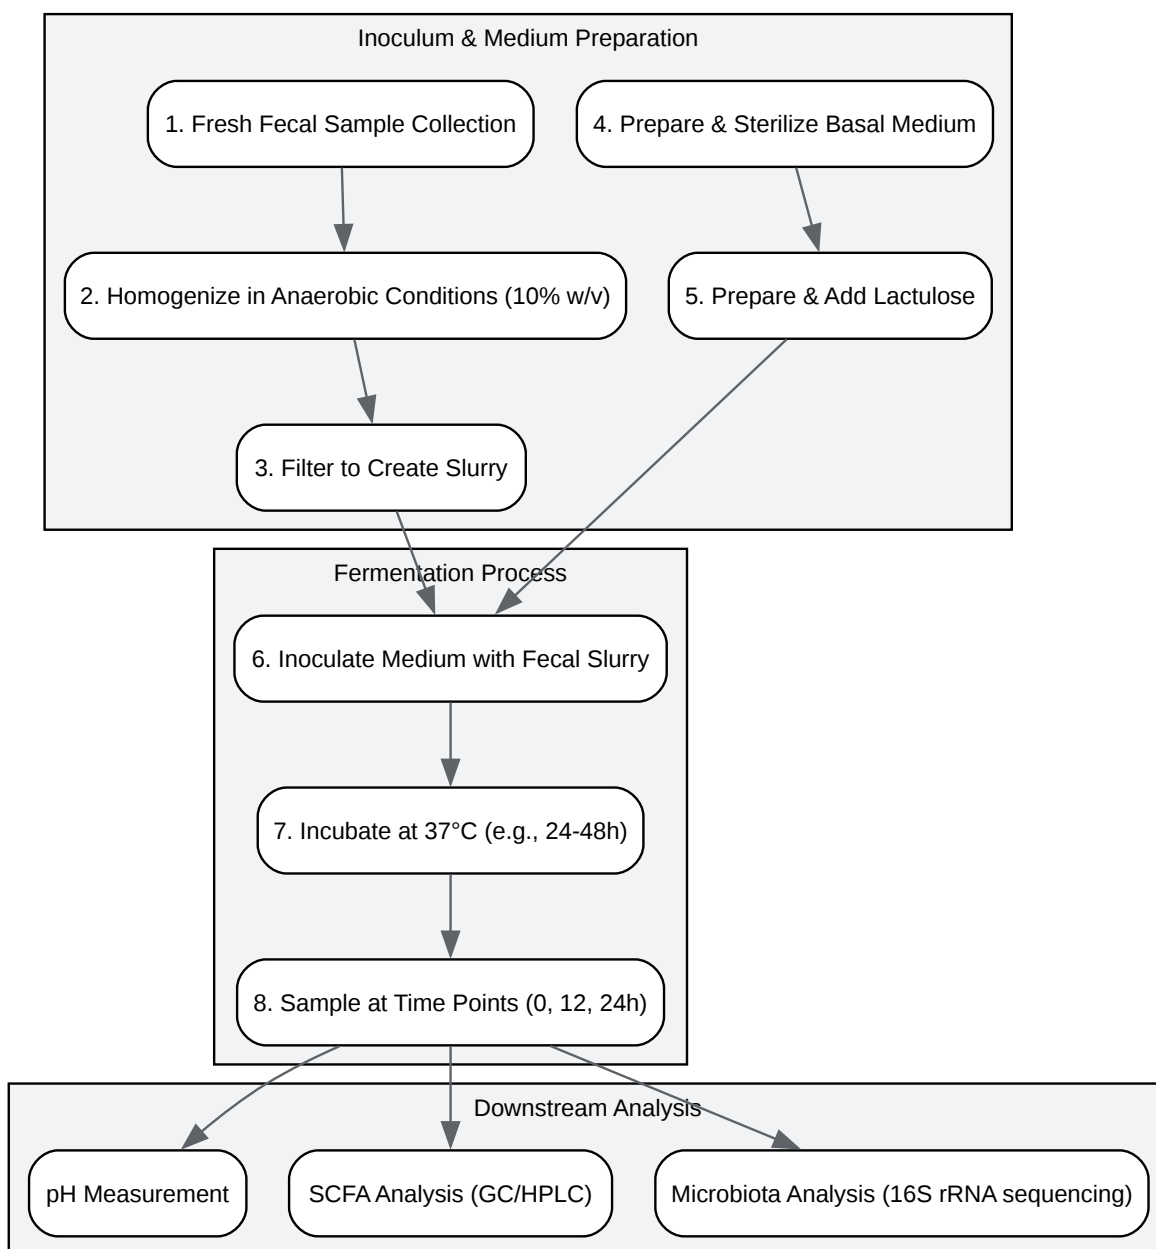 Inoculum & Medium Preparation
1. Fresh Fecal Sample Collection
4. Prepare & Sterilize Basal Medium
2. Homogenize in Anaerobic Conditions (10% w/v)
5. Prepare & Add Lactulose
3. Filter to Create Slurry
Fermentation Process
6. Inoculate Medium with Fecal Slurry
7. Incubate at 37°C (e.g., 24-48h)
8. Sample at Time Points (0, 12, 24h)
Downstream Analysis
pH Measurement
SCFA Analysis (GC/HPLC)
Microbiota Analysis (16S rRNA sequencing)